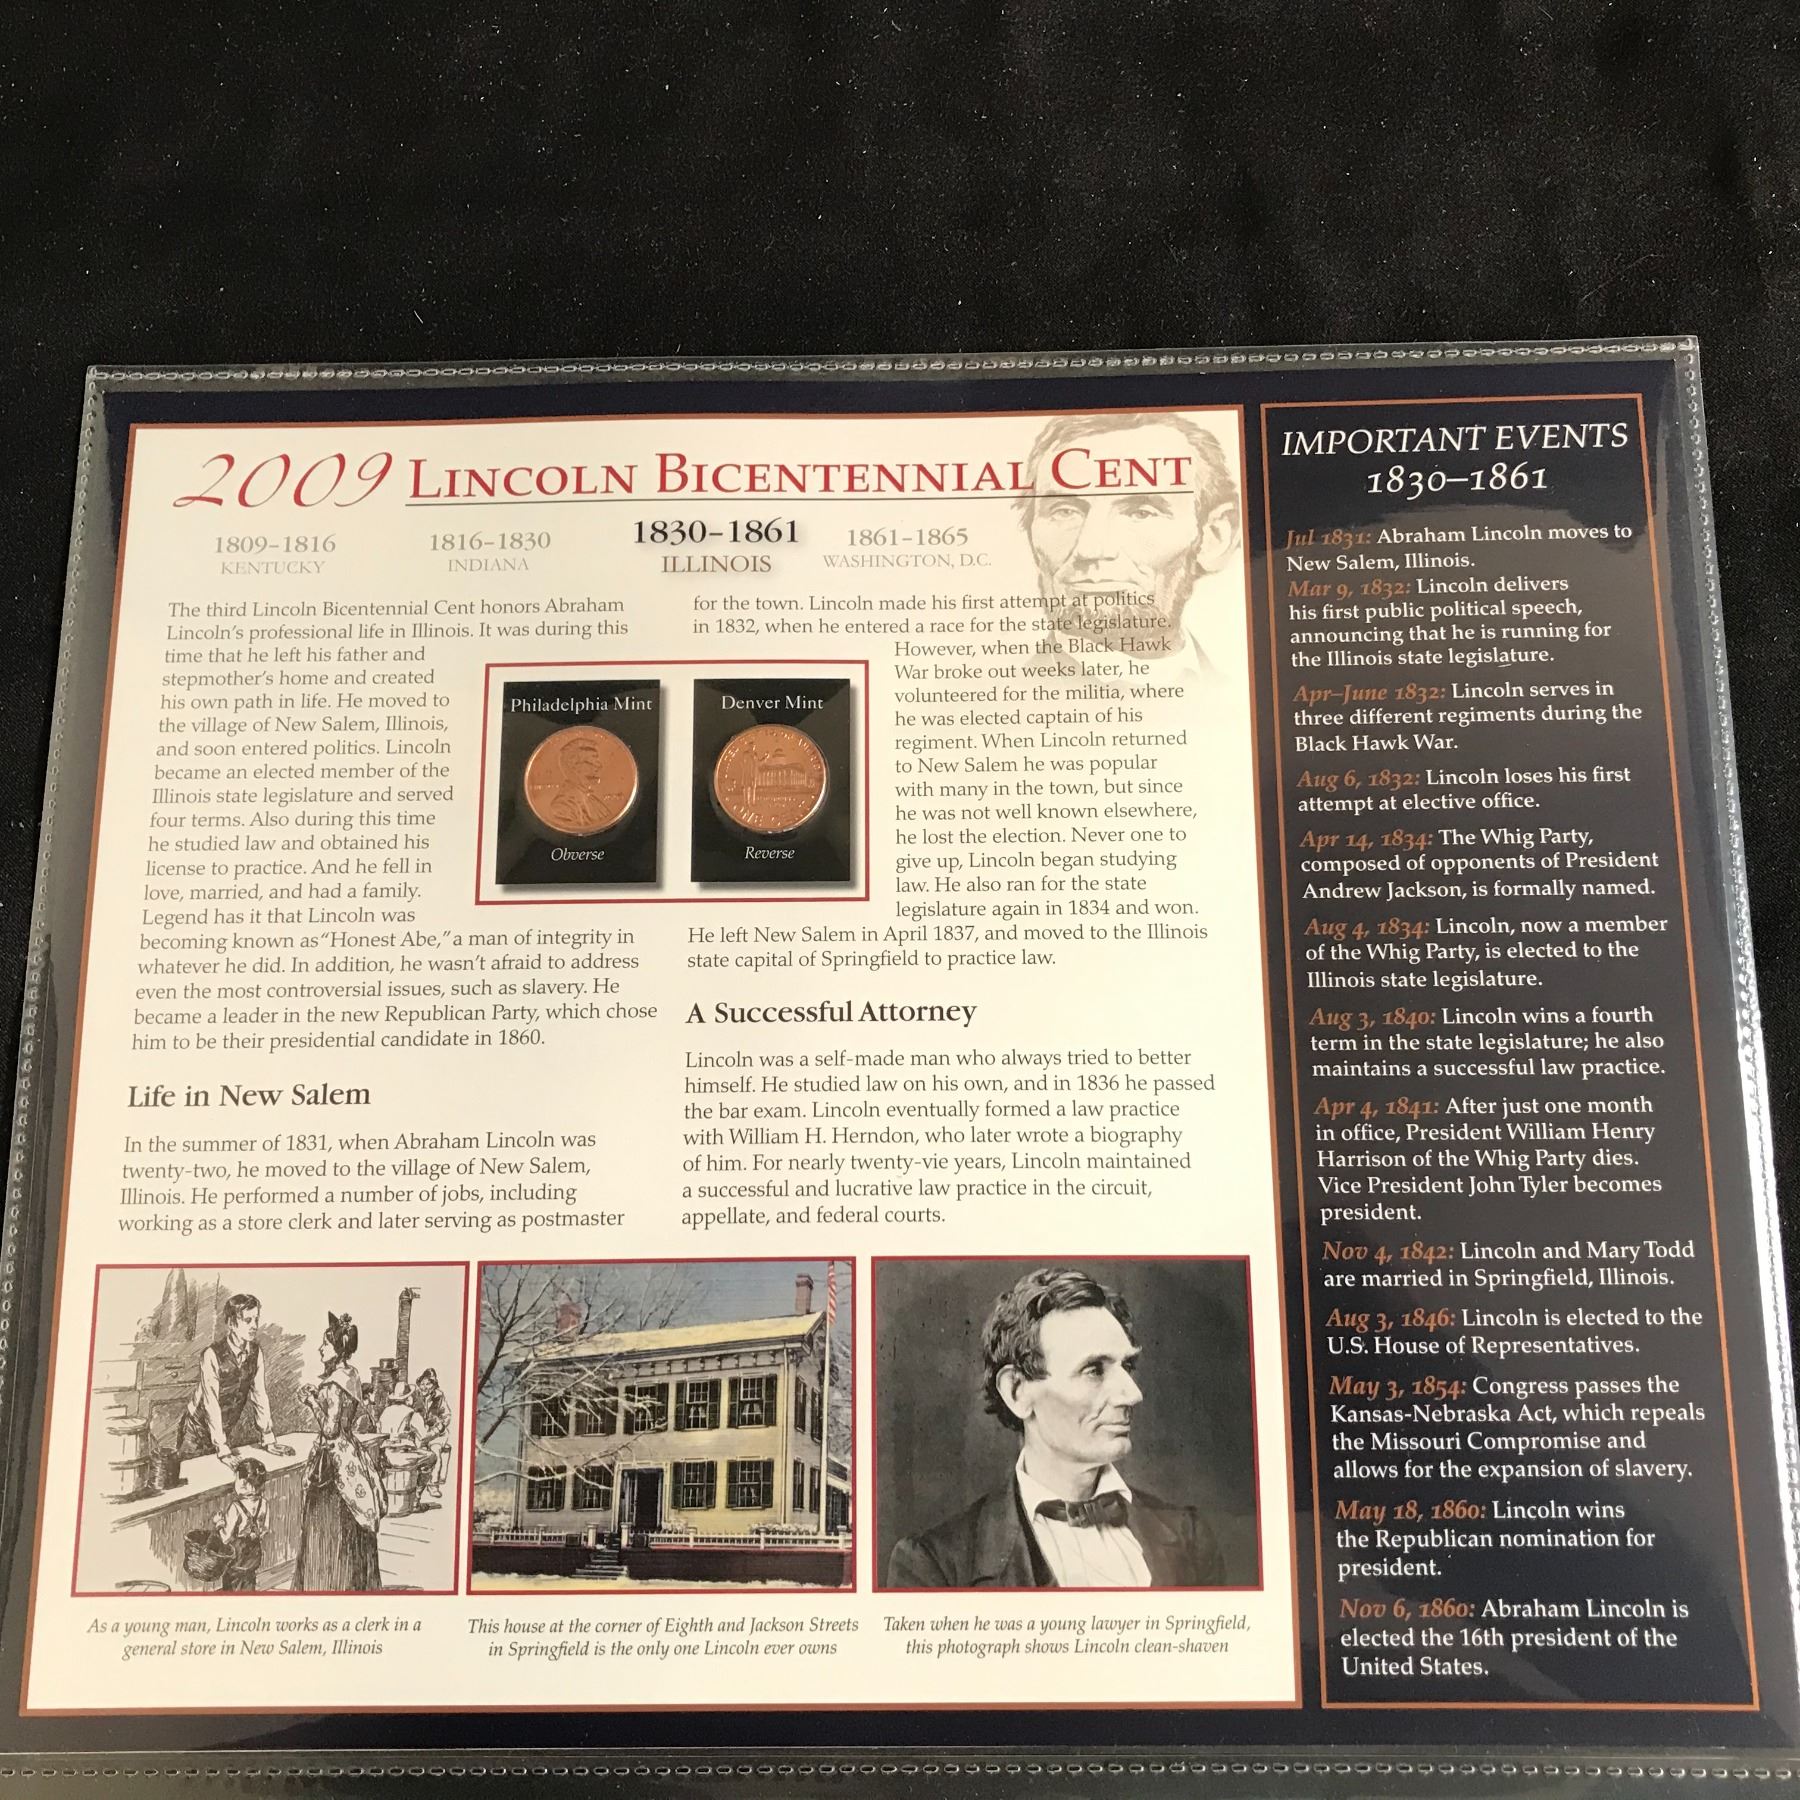 2009 LINCOLN BICENTENNIAL CENT
1809–1816
KENTUCKY
1816–1830
INDIANA
1830–1861
ILLINOIS
1861–1865
WASHINGTON, D.C.
The third Lincoln Bicentennial Cent honors Abraham
Lincoln's professional life in Illinois. It was during this
time that he left his father and
stepmother's home and created
his own path in life. He moved to
the village of New Salem, Illinois,
and soon entered politics. Lincoln
became an elected member of the
Illinois state legislature and served
four terms. Also during this time
he studied law and obtained his
license to practice. And he fell in
love, married, and had a family.
Legend has it that Lincoln was
becoming known as "Honest Abe," a man of integrity in
whatever he did. In addition, he wasn't afraid to address
even the most controversial issues, such as slavery. He
became a leader in the new Republican Party, which chose
him to be their presidential candidate in 1860.
Life in New Salem
In the summer of 1831, when Abraham Lincoln was
twenty-two, he moved to the village of New Salem,
Illinois. He performed a number of jobs, including
working as a store clerk and later serving as postmaster
for the town. Lincoln made his first attempt at politics
in 1832, when he entered a race for the state legislature.
However, when the Black Hawk
War broke out weeks later, he
volunteered for the militia, where
he was elected captain of his
regiment. When Lincoln returned
to New Salem he was popular
with many in the town, but since
he was not well known elsewhere,
he lost the election. Never one to
give up, Lincoln began studying
law. He also ran for the state
legislature again in 1834 and won.
He left New Salem in April 1837, and moved to the Illinois
state capital of Springfield to practice law.
A Successful Attorney
Lincoln was a self-made man who always tried to better
himself. He studied law on his own, and in 1836 he passed
the bar exam. Lincoln eventually formed a law practice
with William H. Herndon, who later wrote a biography
of him. For nearly twenty-vie years, Lincoln maintained
a successful and lucrative law practice in the circuit,
appellate, and federal courts.
Philadelphia Mint
Obverse
Denver Mint
ONE CENT
Reverse
As a young man, Lincoln works as a clerk in a
general store in New Salem, Illinois
This house at the corner of Eighth and Jackson Streets
in Springfield is the only one Lincoln ever owns
Taken when he was a young lawyer in Springfield,
this photograph shows Lincoln clean-shaven
IMPORTANT EVENTS
1830–1861
Jul 1831: Abraham Lincoln moves to
New Salem, Illinois.
Mar 9, 1832: Lincoln delivers
his first public political speech,
announcing that he is running for
the Illinois state legislature.
Apr–June 1832: Lincoln serves in
three different regiments during the
Black Hawk War.
Aug 6, 1832: Lincoln loses his first
attempt at elective office.
Apr 14, 1834: The Whig Party,
composed of opponents of President
Andrew Jackson, is formally named.
Aug 4, 1834: Lincoln, now a member
of the Whig Party, is elected to the
Illinois state legislature.
Aug 3, 1840: Lincoln wins a fourth
term in the state legislature; he also
maintains a successful law practice.
Apr 4, 1841: After just one month
in office, President William Henry
Harrison of the Whig Party dies.
Vice President John Tyler becomes
president.
Nov 4, 1842: Lincoln and Mary Todd
are married in Springfield, Illinois.
Aug 3, 1846: Lincoln is elected to the
U.S. House of Representatives.
May 3, 1854: Congress passes the
Kansas-Nebraska Act, which repeals
the Missouri Compromise and
allows for the expansion of slavery.
May 18, 1860: Lincoln wins
the Republican nomination for
president.
Nov 6, 1860: Abraham Lincoln is
elected the 16th president of the
United States.